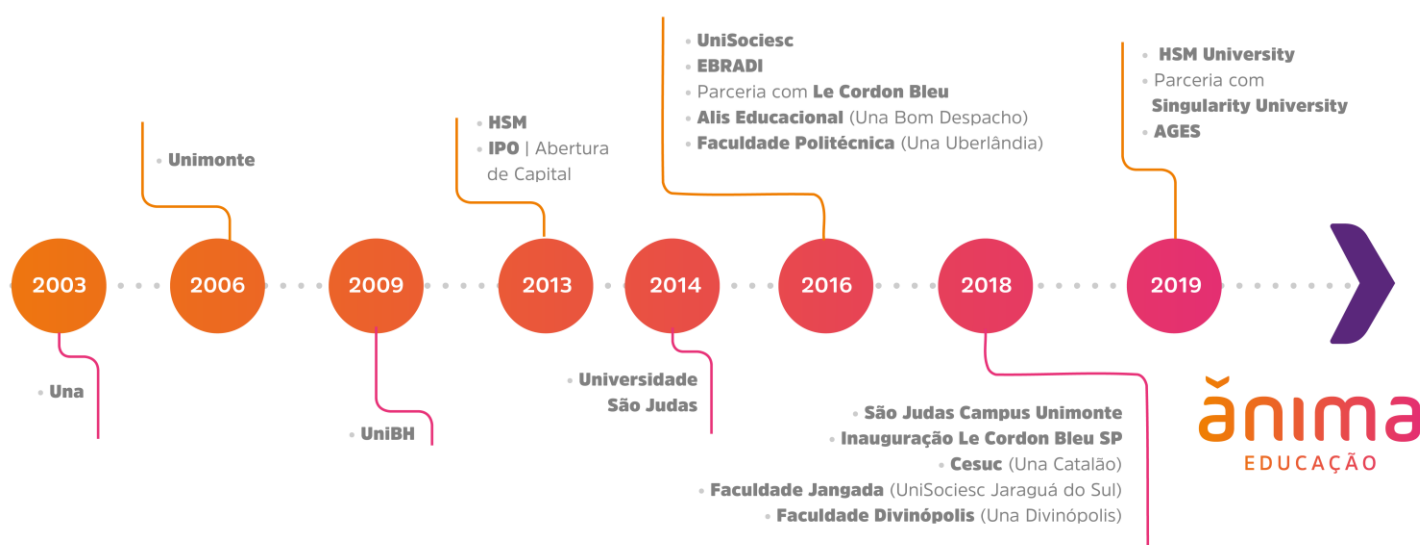 • UniSociesc
• EBRADI
• Parceria com Le Cordon Bleu
• Alis Educacional (Una Bom Despacho)
• Faculdade Politécnica (Una Uberlândia)
• HSM University
• Parceria com
Singularity University
• AGES
• HSM
• IPO | Abertura
de Capital
• Unimonte
2003
2006
2009
2013
2014
2016
2018
2019
• Una
• UniBH
• Universidade
São Judas
• São Judas Campus Unimonte
• Inauguração Le Cordon Bleu SP
• Cesuc (Una Catalão)
• Faculdade Jangada (UniSociesc Jaraguá do Sul)
• Faculdade Divinópolis (Una Divinópolis)
ănima
EDUCAÇÃO